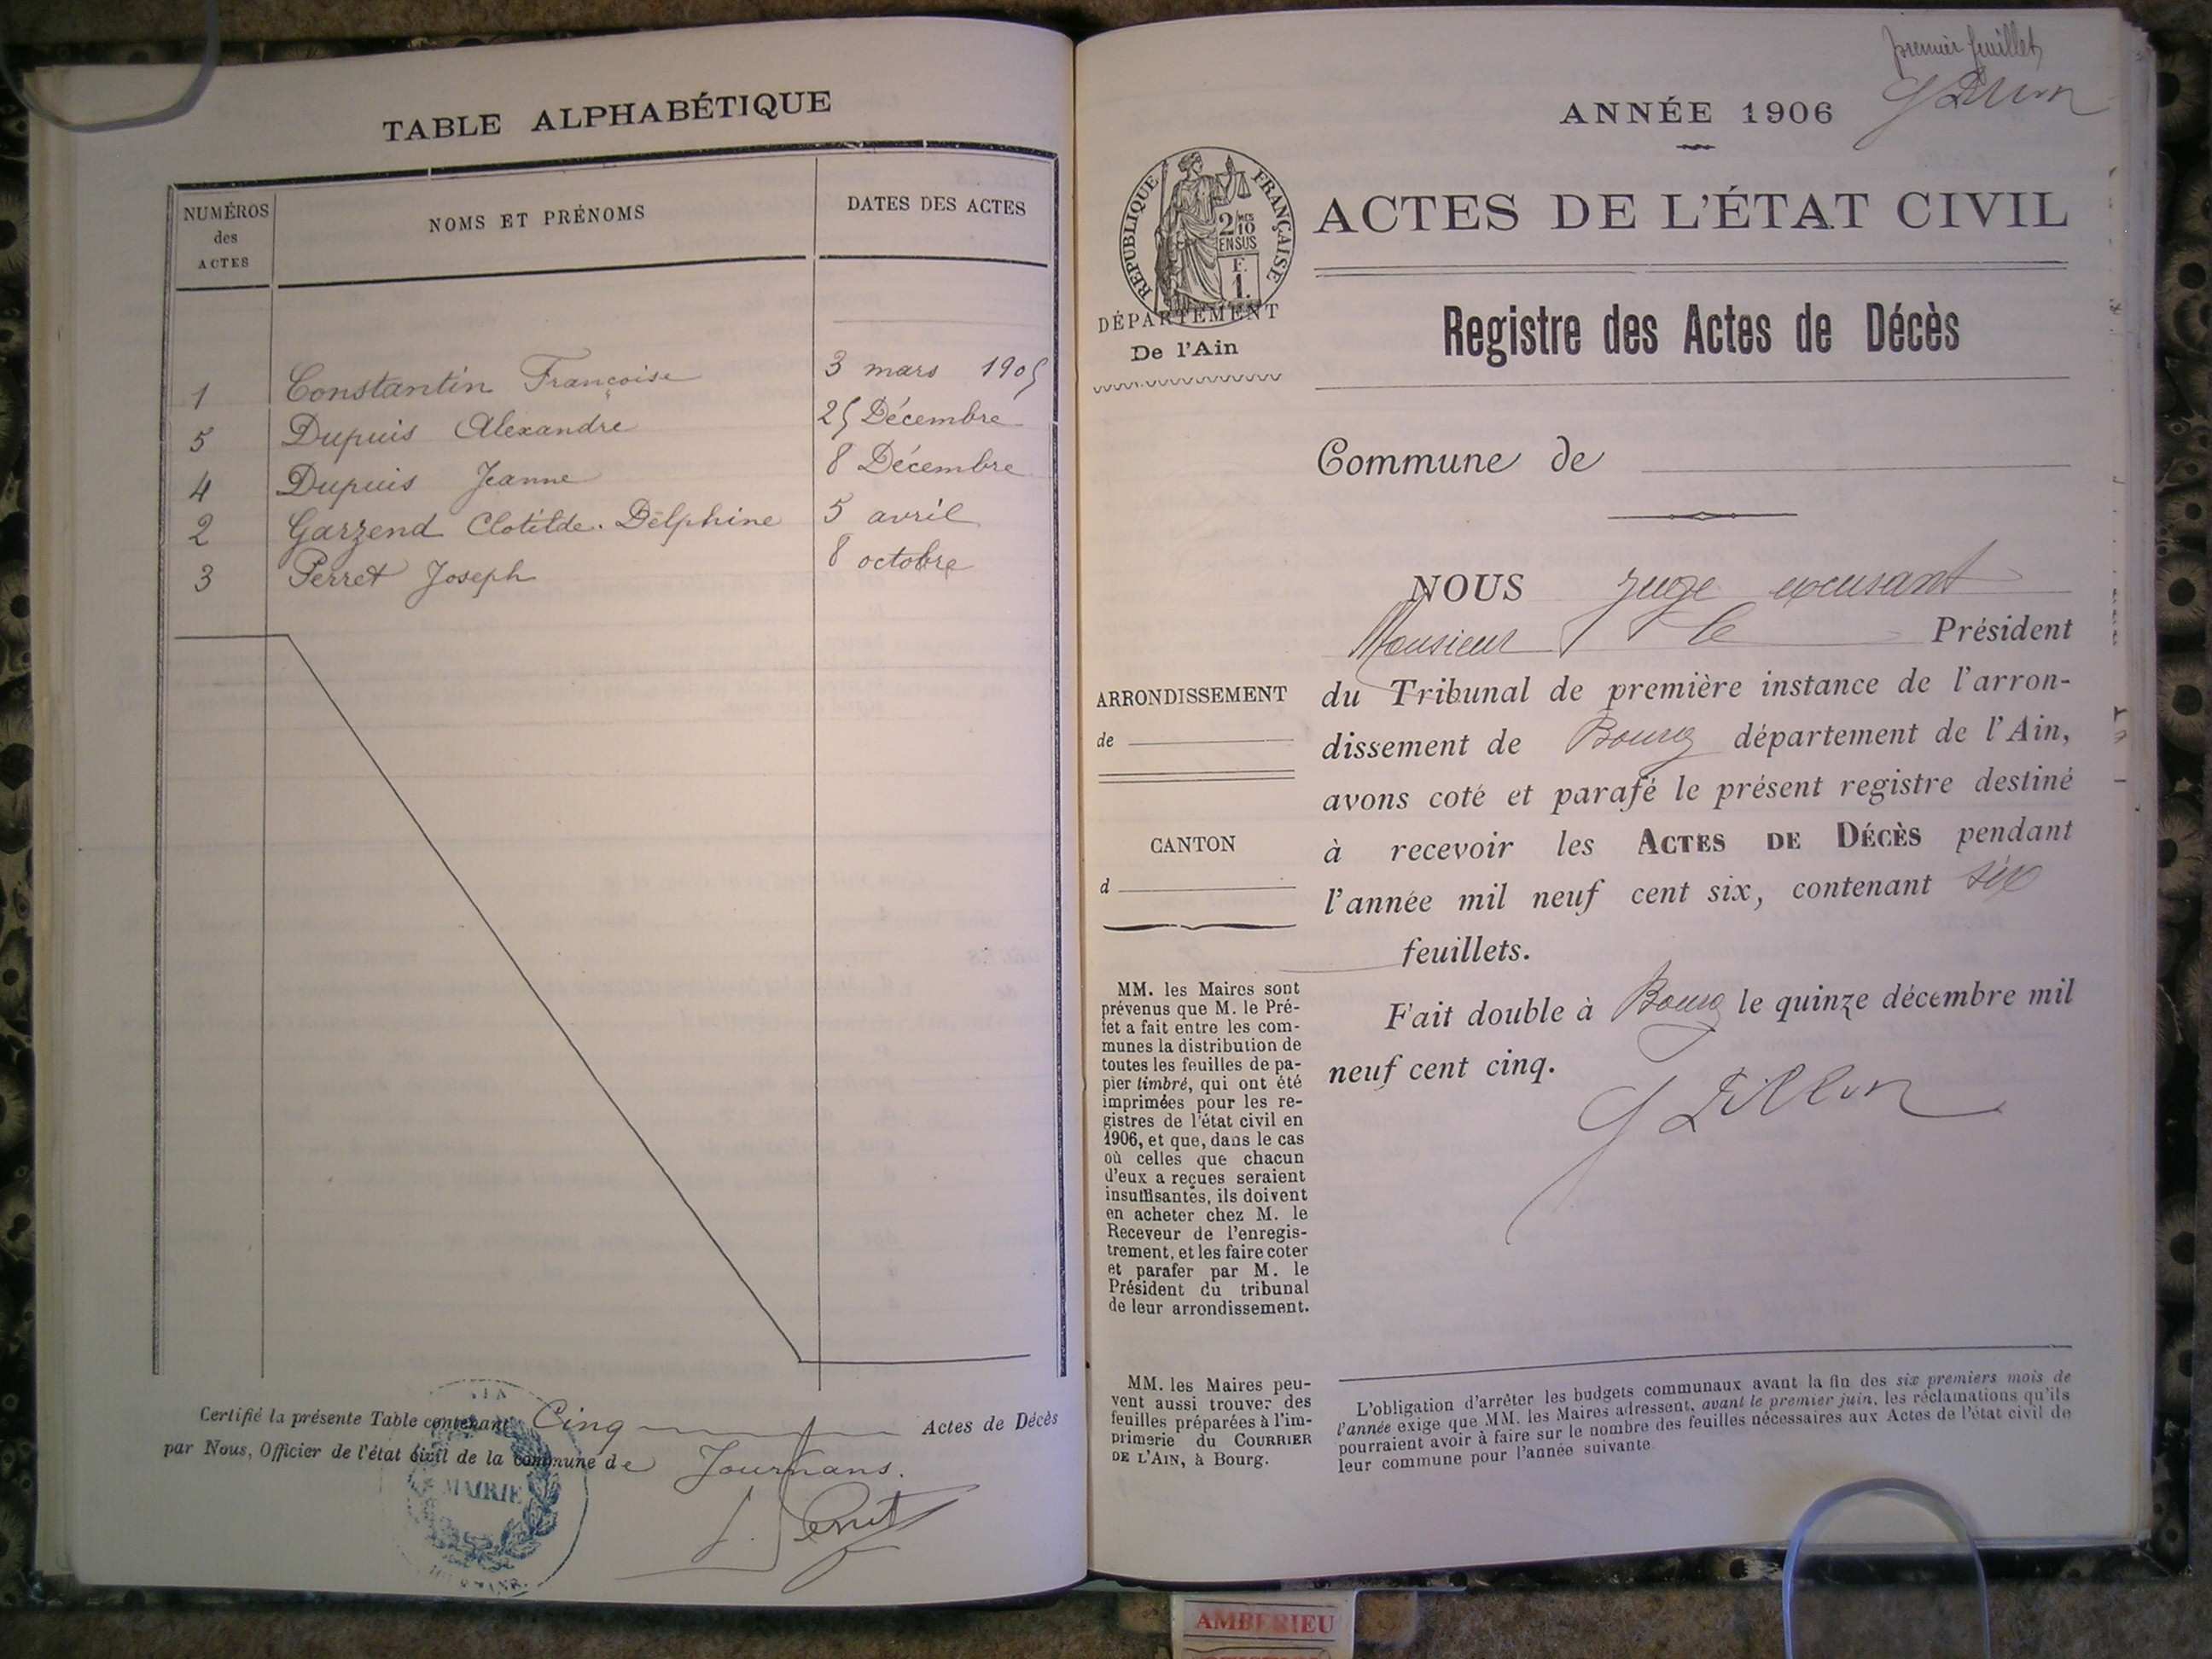 TABLE ALPHABÉTIQUE
NUMÉROS des ACTES
NOMS ET PRÉNOMS
DATES DES ACTES
1 Constantin Françoise 3 mars 1905
5 Dupuis Alexandre 25 Décembre
4 Dupuis Jeanne 8 Décembre
2 Garzend Clotilde. Delphine 5 avril
3 Perret Joseph 8 octobre
Certifié la présente Table contenant Cinq Actes de Décès
par Nous, Officier de l'état civil de la commune de Journans.
MAIRIE
premier feuillet
ANNÉE 1906
RÉPUBLIQUE FRANÇAISE
2/10 MES
EN SUS
F.
1.
ACTES DE L'ÉTAT CIVIL
DÉPARTEMENT
De l'Ain
Registre des Actes de Décès
Commune de
NOUS juge excusant
Monsieur le Président
ARRONDISSEMENT
de
CANTON
d
du Tribunal de première instance de l'arron-
dissement de Bourg département de l'Ain,
avons coté et parafé le présent registre destiné
à recevoir les ACTES DE DÉCÈS pendant
l'année mil neuf cent six, contenant six
feuillets.
Fait double à Bourg le quinze décembre mil
neuf cent cinq.
MM. les Maires sont
prévenus que M. le Pré-
fet a fait entre les com-
munes la distribution de
toutes les feuilles de pa-
pier timbré, qui ont été
imprimées pour les re-
gistres de l'état civil en
1906, et que, dans le cas
où celles que chacun
d'eux a reçues seraient
insuffisantes, ils doivent
en acheter chez M. le
Receveur de l'enregis-
trement, et les faire coter
et parafer par M. le
Président du tribunal
de leur arrondissement.
MM. les Maires peu-
vent aussi trouver des
feuilles préparées à l'im-
primerie du COURRIER
DE L'AIN, à Bourg.
L'obligation d'arrêter les budgets communaux avant la fin des six premiers mois de
l'année exige que MM. les Maires adressent, avant le premier juin, les réclamations qu'ils
pourraient avoir à faire sur le nombre des feuilles nécessaires aux Actes de l'état civil de
leur commune pour l'année suivante.
AMBERIEU